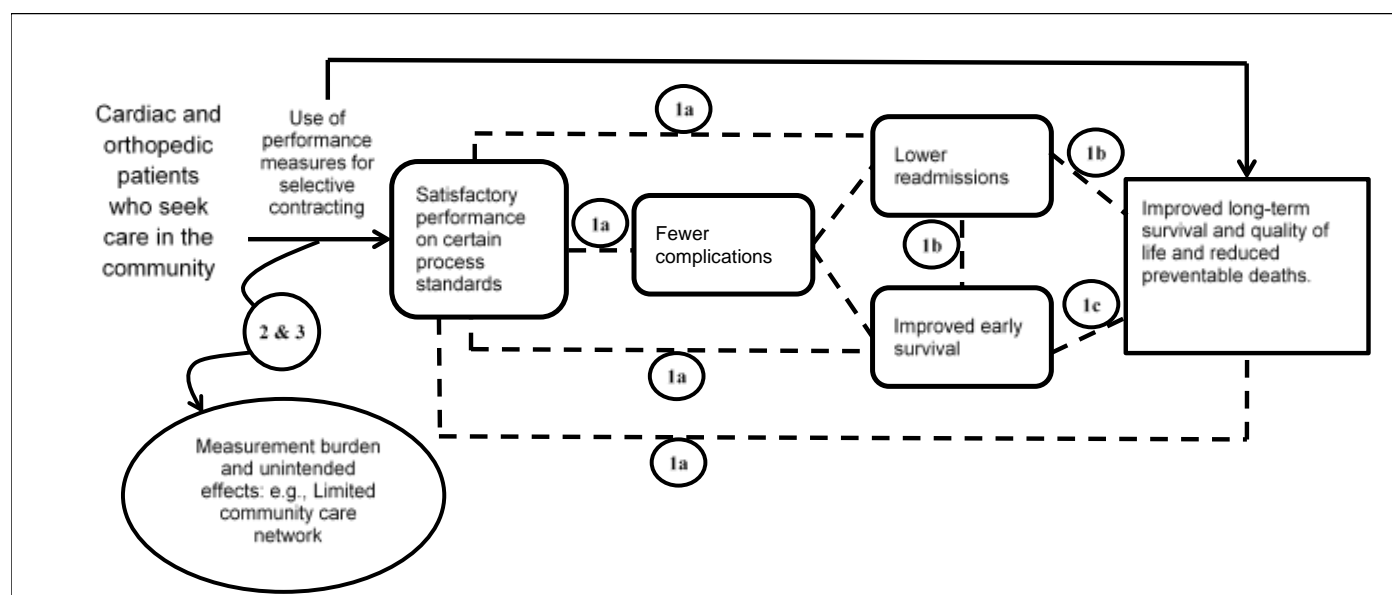 Cardiac and
orthopedic
patients
who seek
care in the
community
Use of
performance
measures for
selective
contracting
Satisfactory
performance
on certain
process
standards
1a
1a
Fewer
complications
Lower
readmissions
1b
1b
Improved early
survival
1c
Improved long-term
survival and quality of
life and reduced
preventable deaths.
1a
1a
2 & 3
Measurement burden
and unintended
effects: e.g., Limited
community care
network